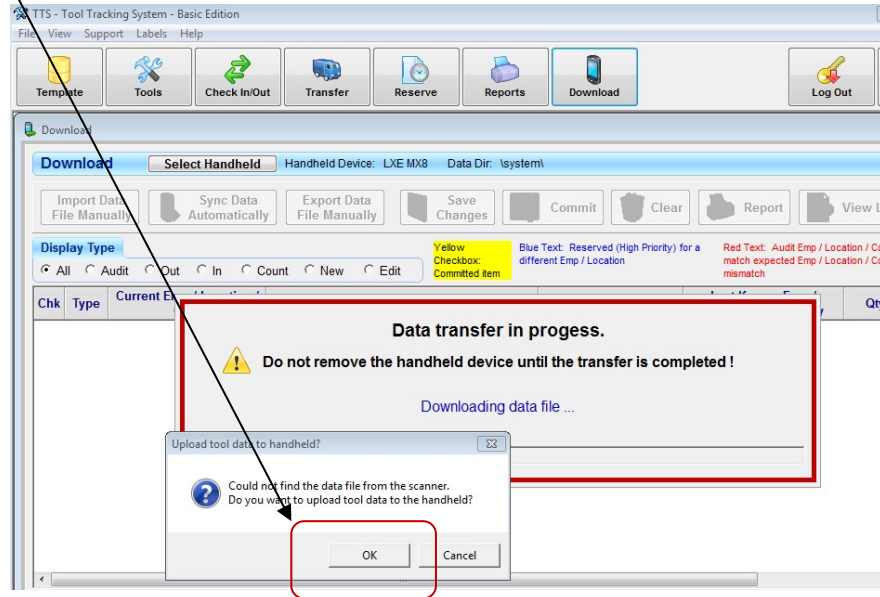 TTS - Tool Tracking System - Basic Edition
File View Support Labels Help
Template Tools Check In/Out Transfer Reserve Reports Download Log Out
Download
Download Select Handheld Handheld Device: LXE MX8 Data Dir: \system\
Import Data File Manually
Sync Data Automatically
Export Data File Manually
Save Changes
Commit
Clear
Report
View
Display Type
All Audit Out In Count New Edit
Yellow
Checkbox:
Committed item
Blue Text: Reserved (High Priority) for a
different Emp / Location
Red Text: Audit Emp / Location / Co
match expected Emp / Location / Co
mismatch
Chk Type Current
Data transfer in progess.
Do not remove the handheld device until the transfer is completed !
Downloading data file ...
Upload tool data to handheld?
Could not find the data file from the scanner.
Do you want to upload tool data to the handheld?
OK Cancel